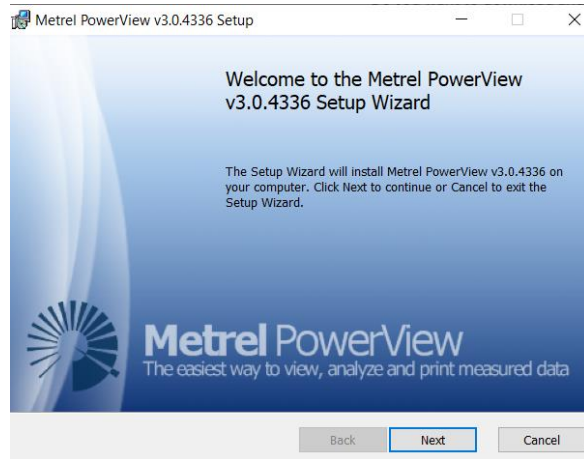 Metrel PowerView v3.0.4336 Setup
Welcome to the Metrel PowerView
v3.0.4336 Setup Wizard
The Setup Wizard will install Metrel PowerView v3.0.4336 on
your computer. Click Next to continue or Cancel to exit the
Setup Wizard.
Metrel PowerView
The easiest way to view, analyze and print measured data
Back Next Cancel